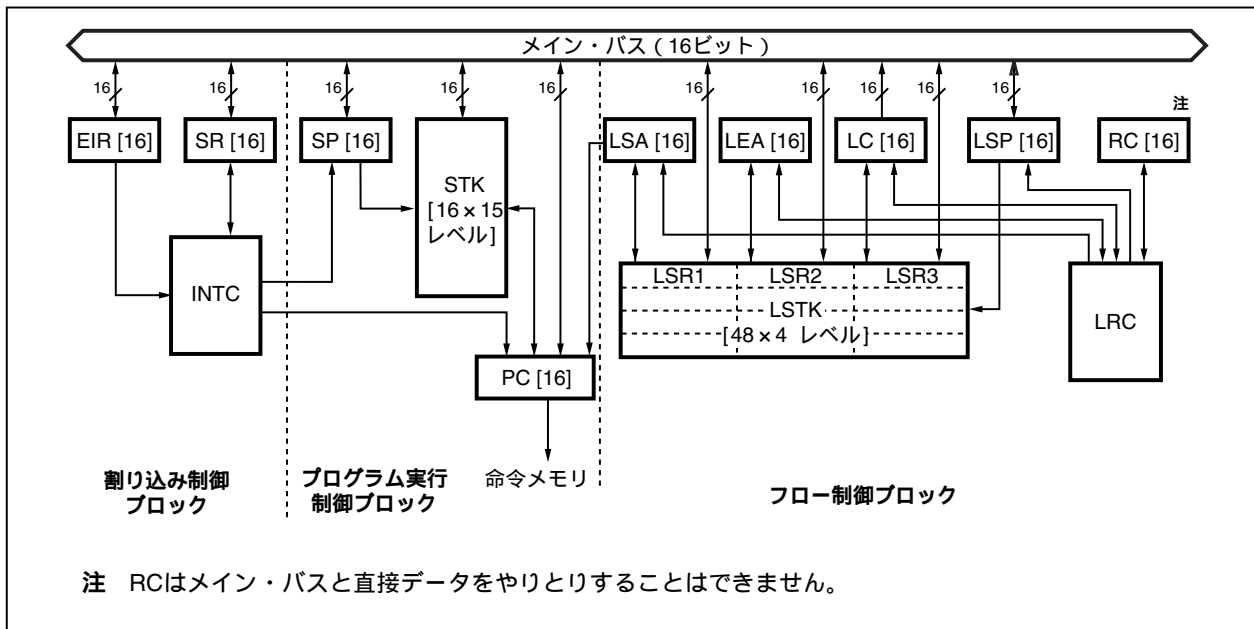 メイン・バス(16ビット)
16 16 16 16 16 16 16 16 16 16
注
EIR [16] SR [16] SP [16] LSA [16] LEA [16] LC [16] LSP [16] RC [16]
STK
[16×15
レベル]
INTC
LSR1 LSR2 LSR3
LSTK
[48×4 レベル]
LRC
PC [16]
割り込み制御
ブロック
プログラム実行
制御ブロック
命令メモリ
フロー制御ブロック
注 RCはメイン・バスと直接データをやりとりすることはできません。